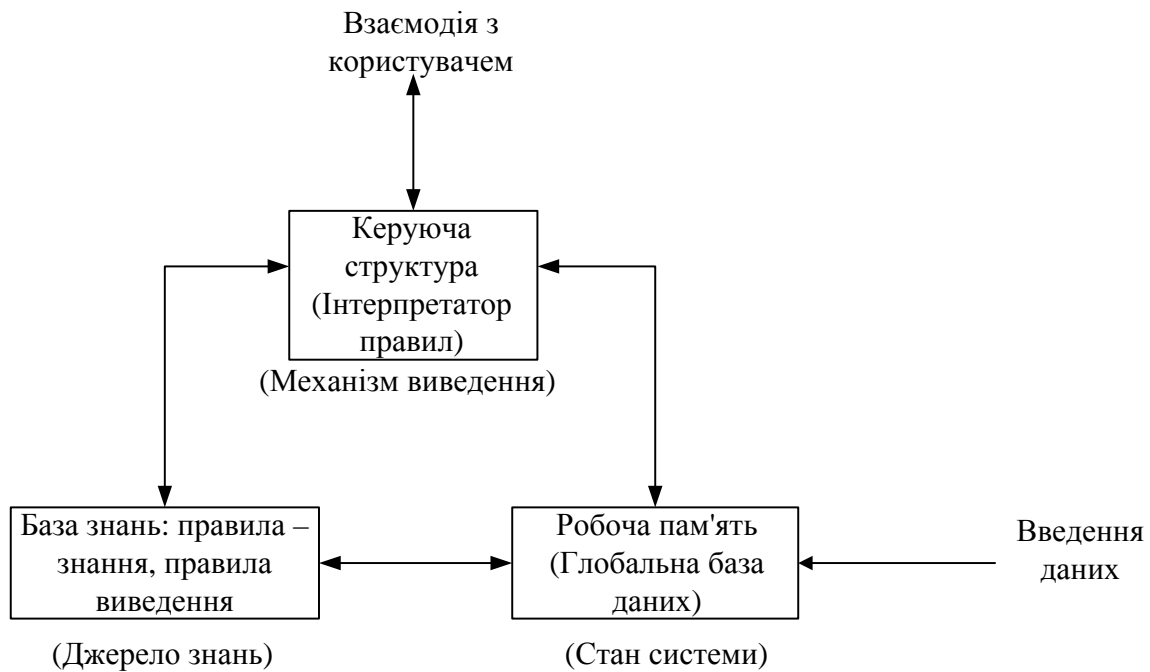 Взаємодія з
користувачем
Керуюча
структура
(Інтерпретатор
правил)
(Механізм виведення)
База знань: правила –
знання, правила
виведення
(Джерело знань)
Робоча пам'ять
(Глобальна база
даних)
(Стан системи)
Введення
даних